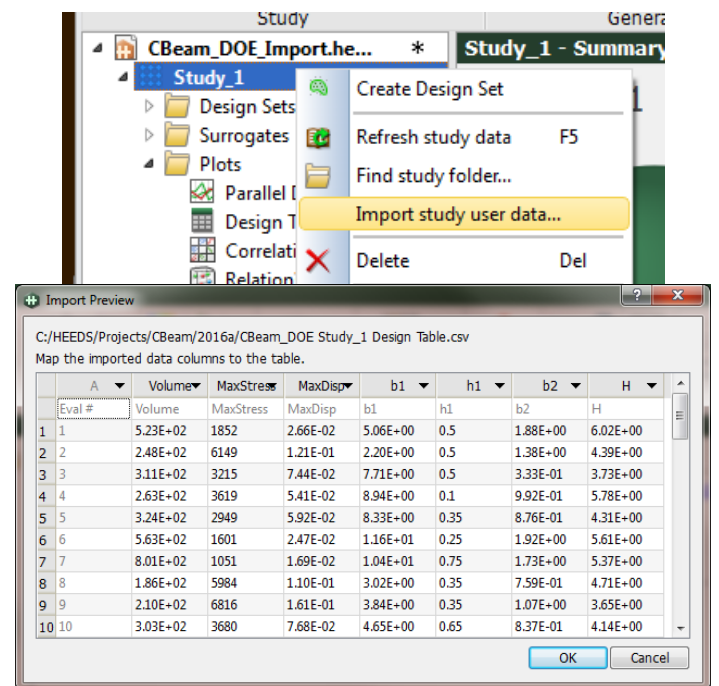 Study Genera
CBeam_DOE_Import.he... * Study_1 - Summary
Study_1 Create Design Set 1
Design Sets
Surrogates Refresh study data F5
Plots Find study folder...
Parallel
Design T Import study user data...
Correlati Delete Del
Relation
Import Preview
C:/HEEDS/Projects/CBeam/2016a/CBeam_DOE Study_1 Design Table.csv
Map the imported data columns to the table.
A Volume MaxStress MaxDisp b1 h1 b2 H
Eval # Volume MaxStress MaxDisp b1 h1 b2 H
1 1 5.23E+02 1852 2.66E-02 5.06E+00 0.5 1.88E+00 6.02E+00
2 2 2.48E+02 6149 1.21E-01 2.20E+00 0.5 1.38E+00 4.39E+00
3 3 3.11E+02 3215 7.44E-02 7.71E+00 0.5 3.33E-01 3.73E+00
4 4 2.63E+02 3619 5.41E-02 8.94E+00 0.1 9.92E-01 5.78E+00
5 5 3.24E+02 2949 5.92E-02 8.33E+00 0.35 8.76E-01 4.31E+00
6 6 5.63E+02 1601 2.47E-02 1.16E+01 0.25 1.92E+00 5.61E+00
7 7 8.01E+02 1051 1.69E-02 1.04E+01 0.75 1.73E+00 5.37E+00
8 8 1.86E+02 5984 1.10E-01 3.02E+00 0.35 7.59E-01 4.71E+00
9 9 2.10E+02 6816 1.61E-01 3.84E+00 0.35 1.07E+00 3.65E+00
10 10 3.03E+02 3680 7.68E-02 4.65E+00 0.65 8.37E-01 4.14E+00
OK Cancel